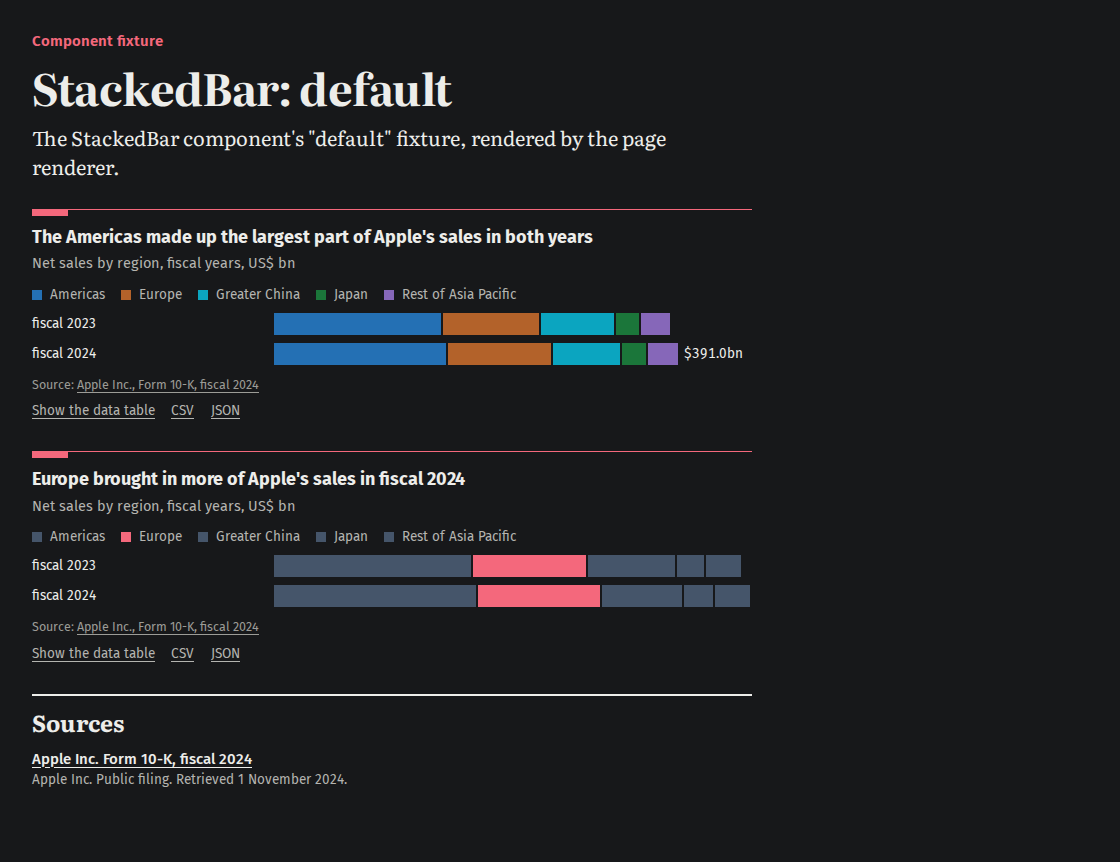 Component fixture
StackedBar: default
The StackedBar component's "default" fixture, rendered by the page
renderer.
The Americas made up the largest part of Apple's sales in both years
Net sales by region, fiscal years, US$ bn
Americas Europe Greater China Japan Rest of Asia Pacific
fiscal 2023
fiscal 2024 $391.0bn
Source: Apple Inc., Form 10-K, fiscal 2024
Show the data table CSV JSON
Europe brought in more of Apple's sales in fiscal 2024
Net sales by region, fiscal years, US$ bn
Americas Europe Greater China Japan Rest of Asia Pacific
fiscal 2023
fiscal 2024
Source: Apple Inc., Form 10-K, fiscal 2024
Show the data table CSV JSON
Sources
Apple Inc. Form 10-K, fiscal 2024
Apple Inc. Public filing. Retrieved 1 November 2024.